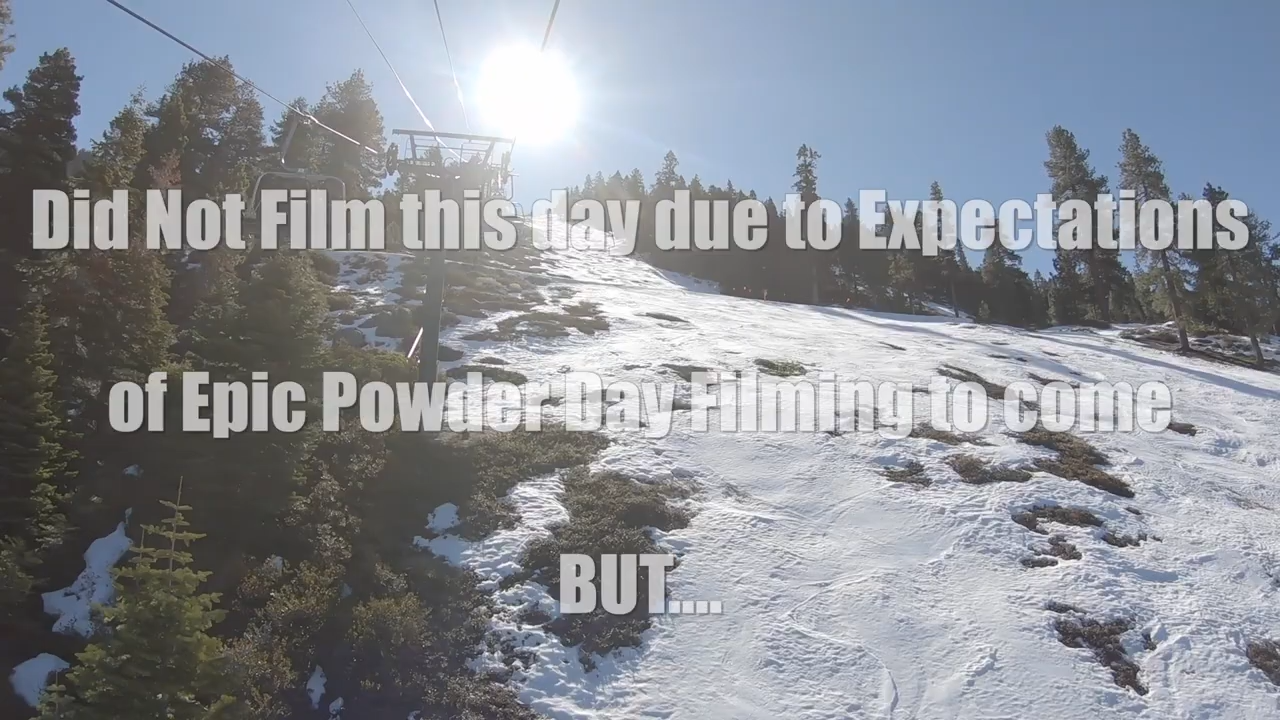 Did Not Film this day due to Expectations
of Epic Powder Day Filming to come
BUT....